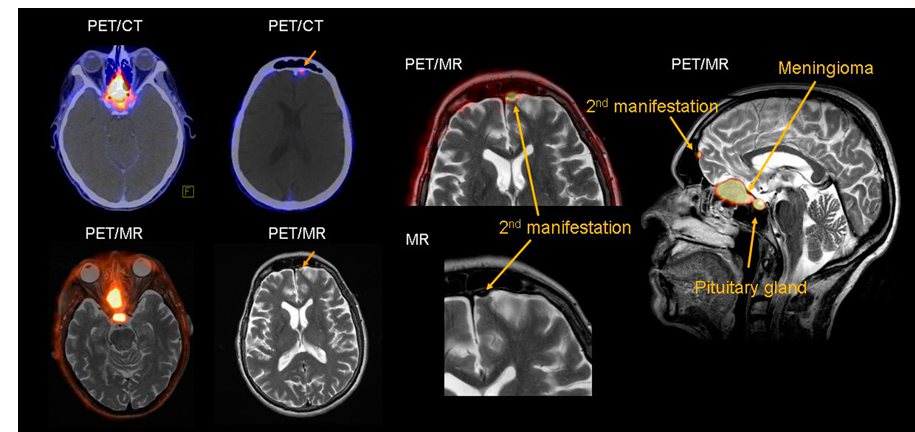 PET/CT
PET/CT
PET/MR
PET/MR
Meningioma
2nd manifestation
F
PET/MR
PET/MR
MR
2nd manifestation
Pituitary gland